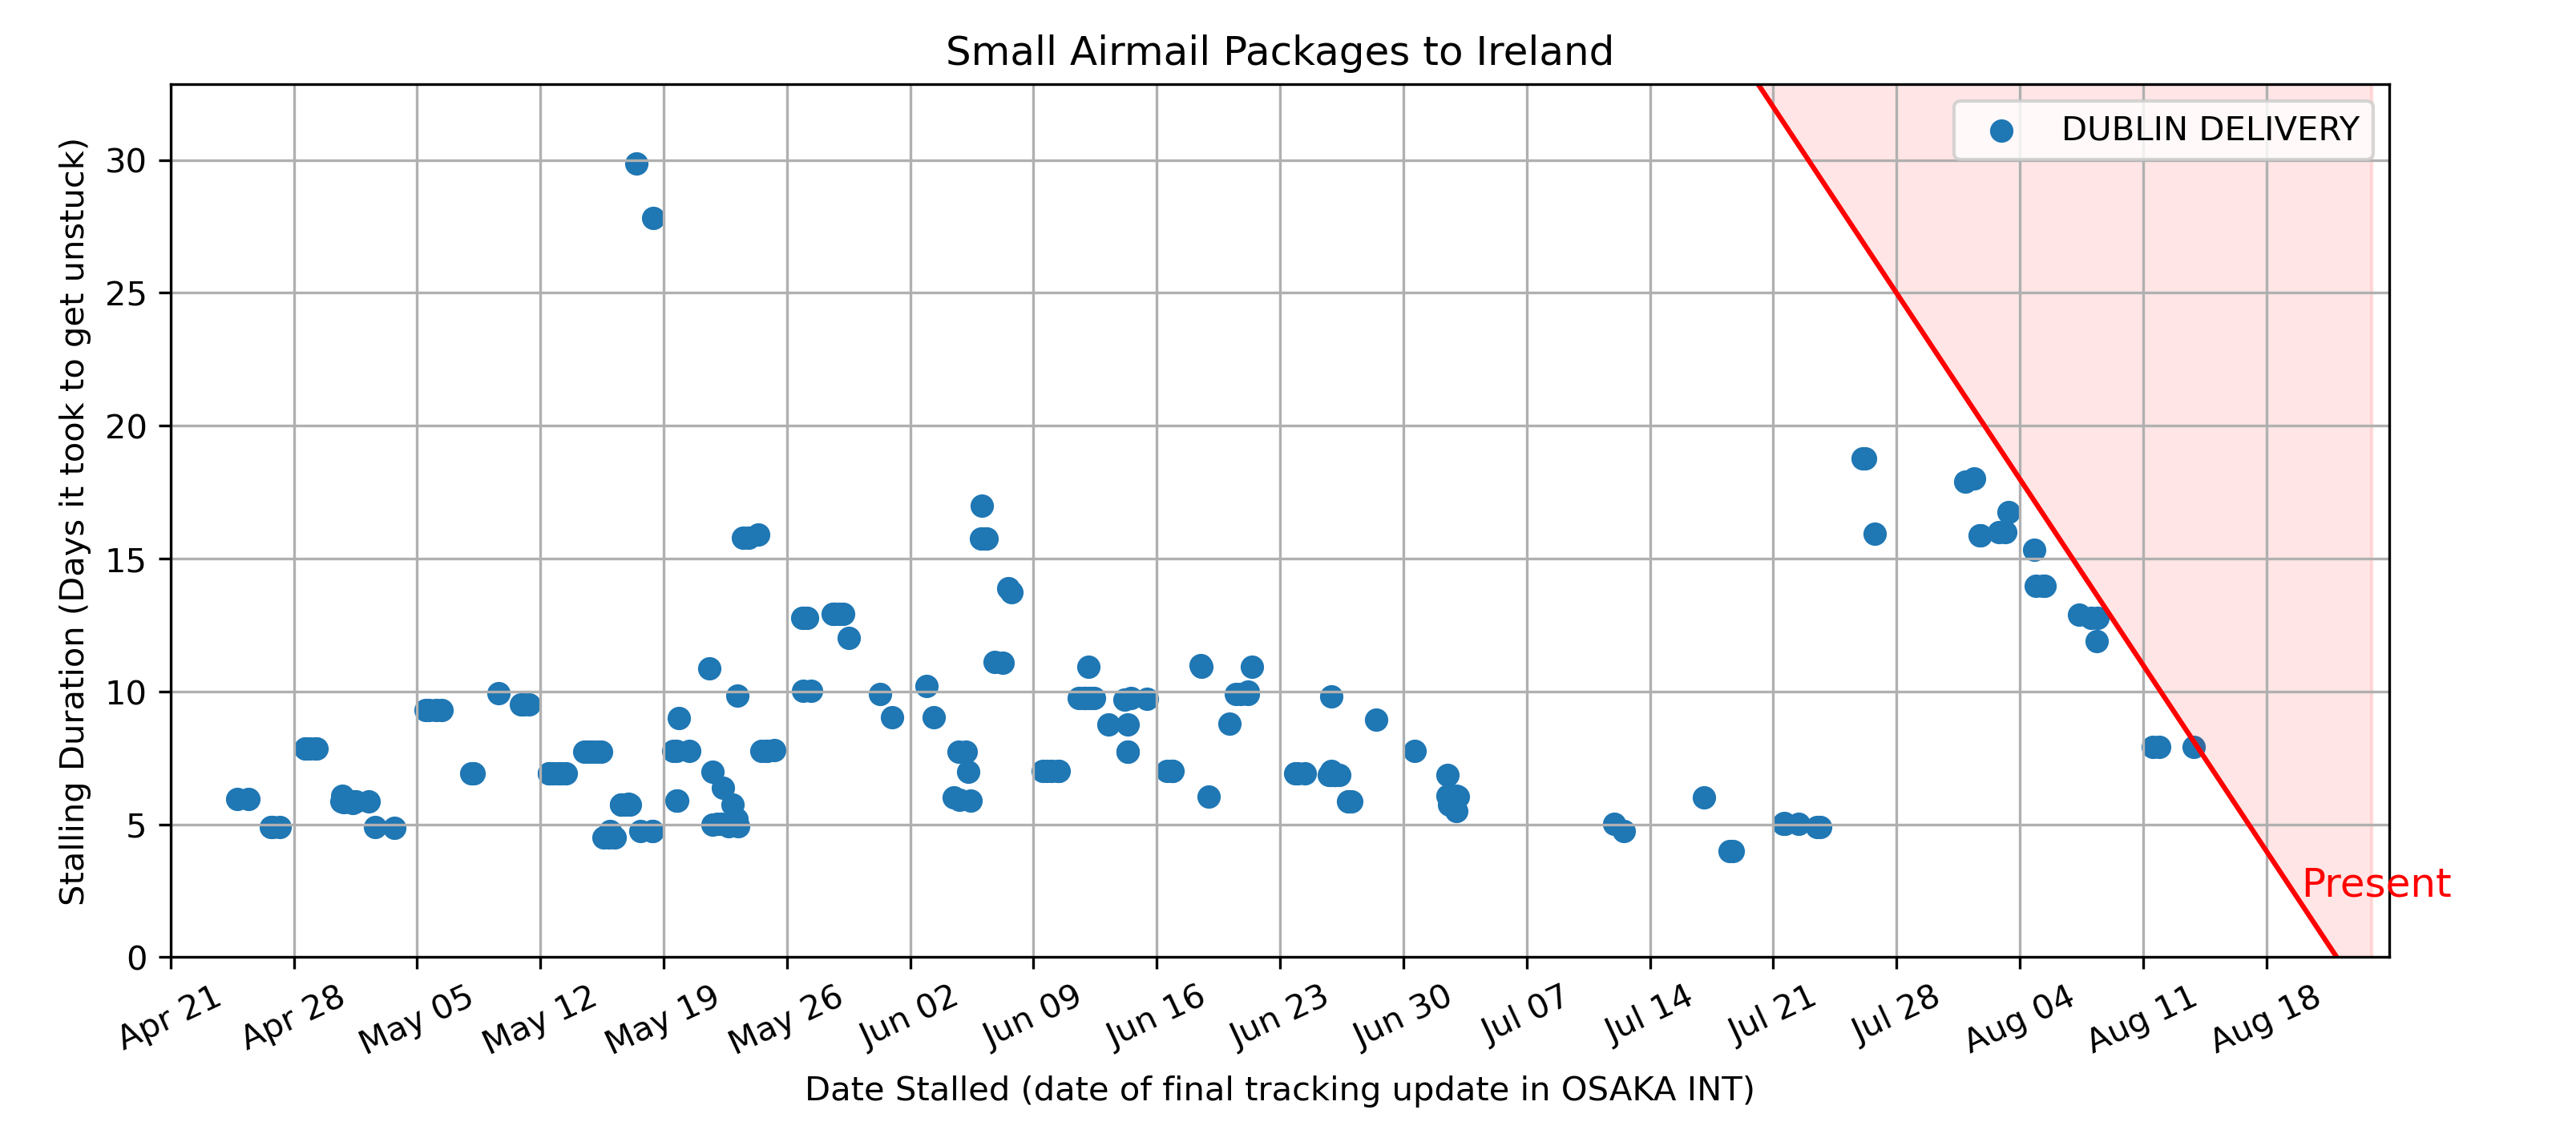 Small Airmail Packages to Ireland
DUBLIN DELIVERY
Stalling Duration (Days it took to get unstuck)
30
25
20
15
10
5
0
Present
Apr 21
Apr 28
May 05
May 12
May 19
May 26
Jun 02
Jun 09
Jun 16
Jun 23
Jun 30
Jul 07
Jul 14
Jul 21
Jul 28
Aug 04
Aug 11
Aug 18
Date Stalled (date of final tracking update in OSAKA INT)